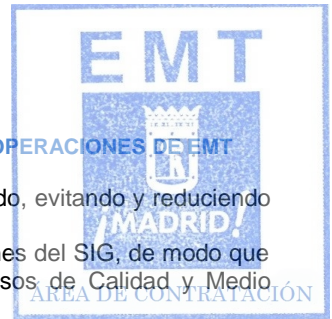 EMT
OPERACIONES DE EMT
do, evitando y reduciendo
¡MADRID!
nes del SIG, de modo que
sos de Calidad y Medio
ÁREA DE CONTRATACIÓN